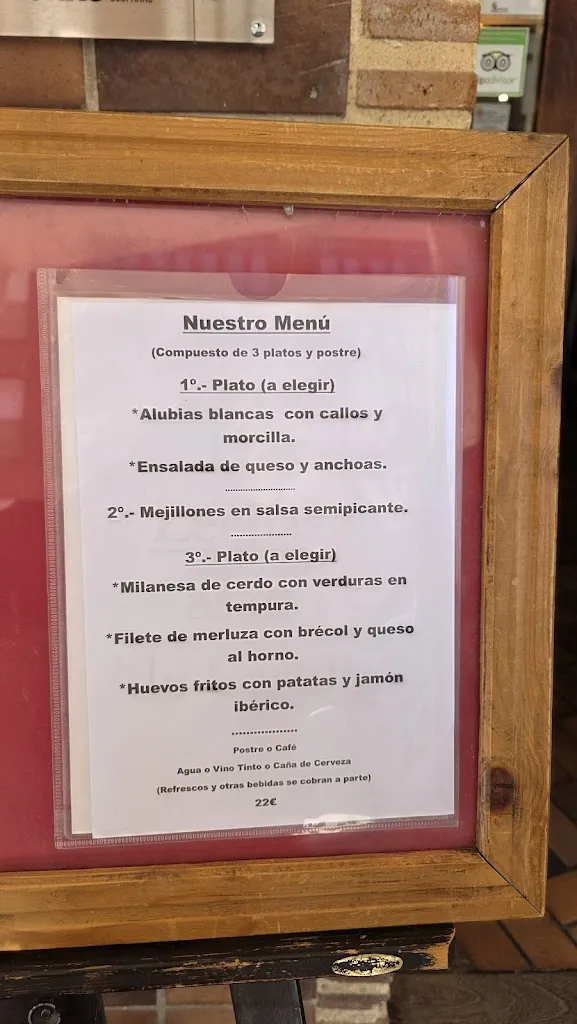 Nuestro Menú
(Compuesto de 3 platos y postre)
1º.- Plato (a elegir)
*Alubias blancas con callos y
morcilla.
*Ensalada de queso y anchoas.
........................
2º.- Mejillones en salsa semipicante.
.....................
3º.- Plato (a elegir)
*Milanesa de cerdo con verduras en
tempura.
*Filete de merluza con brécol y queso
al horno.
*Huevos fritos con patatas y jamón
ibérico.
..................
Postre o Café
Agua o Vino Tinto o Caña de Cerveza
(Refrescos y otras bebidas se cobran a parte)
22€